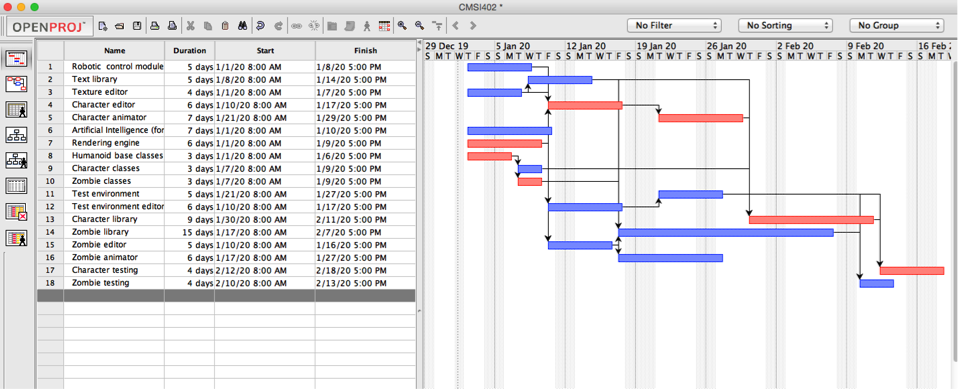 CMSI402 *
OPENPROJ
No Filter No Sorting No Group
Name Duration Start Finish
29 Dec 19 5 Jan 20 12 Jan 20 19 Jan 20 26 Jan 20 2 Feb 20 9 Feb 20 16 Feb
S M T W T F S S M T W T F S S M T W T F S S M T W T F S S M T W T F S S M T W T F S S M T W T F S S M T W
1 Robotic control module 5 days 1/1/20 8:00 AM 1/8/20 5:00 PM
2 Text library 5 days 1/8/20 8:00 AM 1/14/20 5:00 PM
3 Texture editor 4 days 1/1/20 8:00 AM 1/7/20 5:00 PM
4 Character editor 6 days 1/10/20 8:00 AM 1/17/20 5:00 PM
5 Character animator 7 days 1/21/20 8:00 AM 1/29/20 5:00 PM
6 Artificial Intelligence (for 7 days 1/1/20 8:00 AM 1/10/20 5:00 PM
7 Rendering engine 6 days 1/1/20 8:00 AM 1/9/20 5:00 PM
8 Humanoid base classes 3 days 1/1/20 8:00 AM 1/6/20 5:00 PM
9 Character classes 3 days 1/7/20 8:00 AM 1/9/20 5:00 PM
10 Zombie classes 3 days 1/7/20 8:00 AM 1/9/20 5:00 PM
11 Test environment 5 days 1/21/20 8:00 AM 1/27/20 5:00 PM
12 Test environment editor 6 days 1/10/20 8:00 AM 1/17/20 5:00 PM
13 Character library 9 days 1/30/20 8:00 AM 2/11/20 5:00 PM
14 Zombie library 15 days 1/17/20 8:00 AM 2/7/20 5:00 PM
15 Zombie editor 5 days 1/10/20 8:00 AM 1/16/20 5:00 PM
16 Zombie animator 6 days 1/17/20 8:00 AM 1/27/20 5:00 PM
17 Character testing 4 days 2/12/20 8:00 AM 2/18/20 5:00 PM
18 Zombie testing 4 days 2/10/20 8:00 AM 2/13/20 5:00 PM